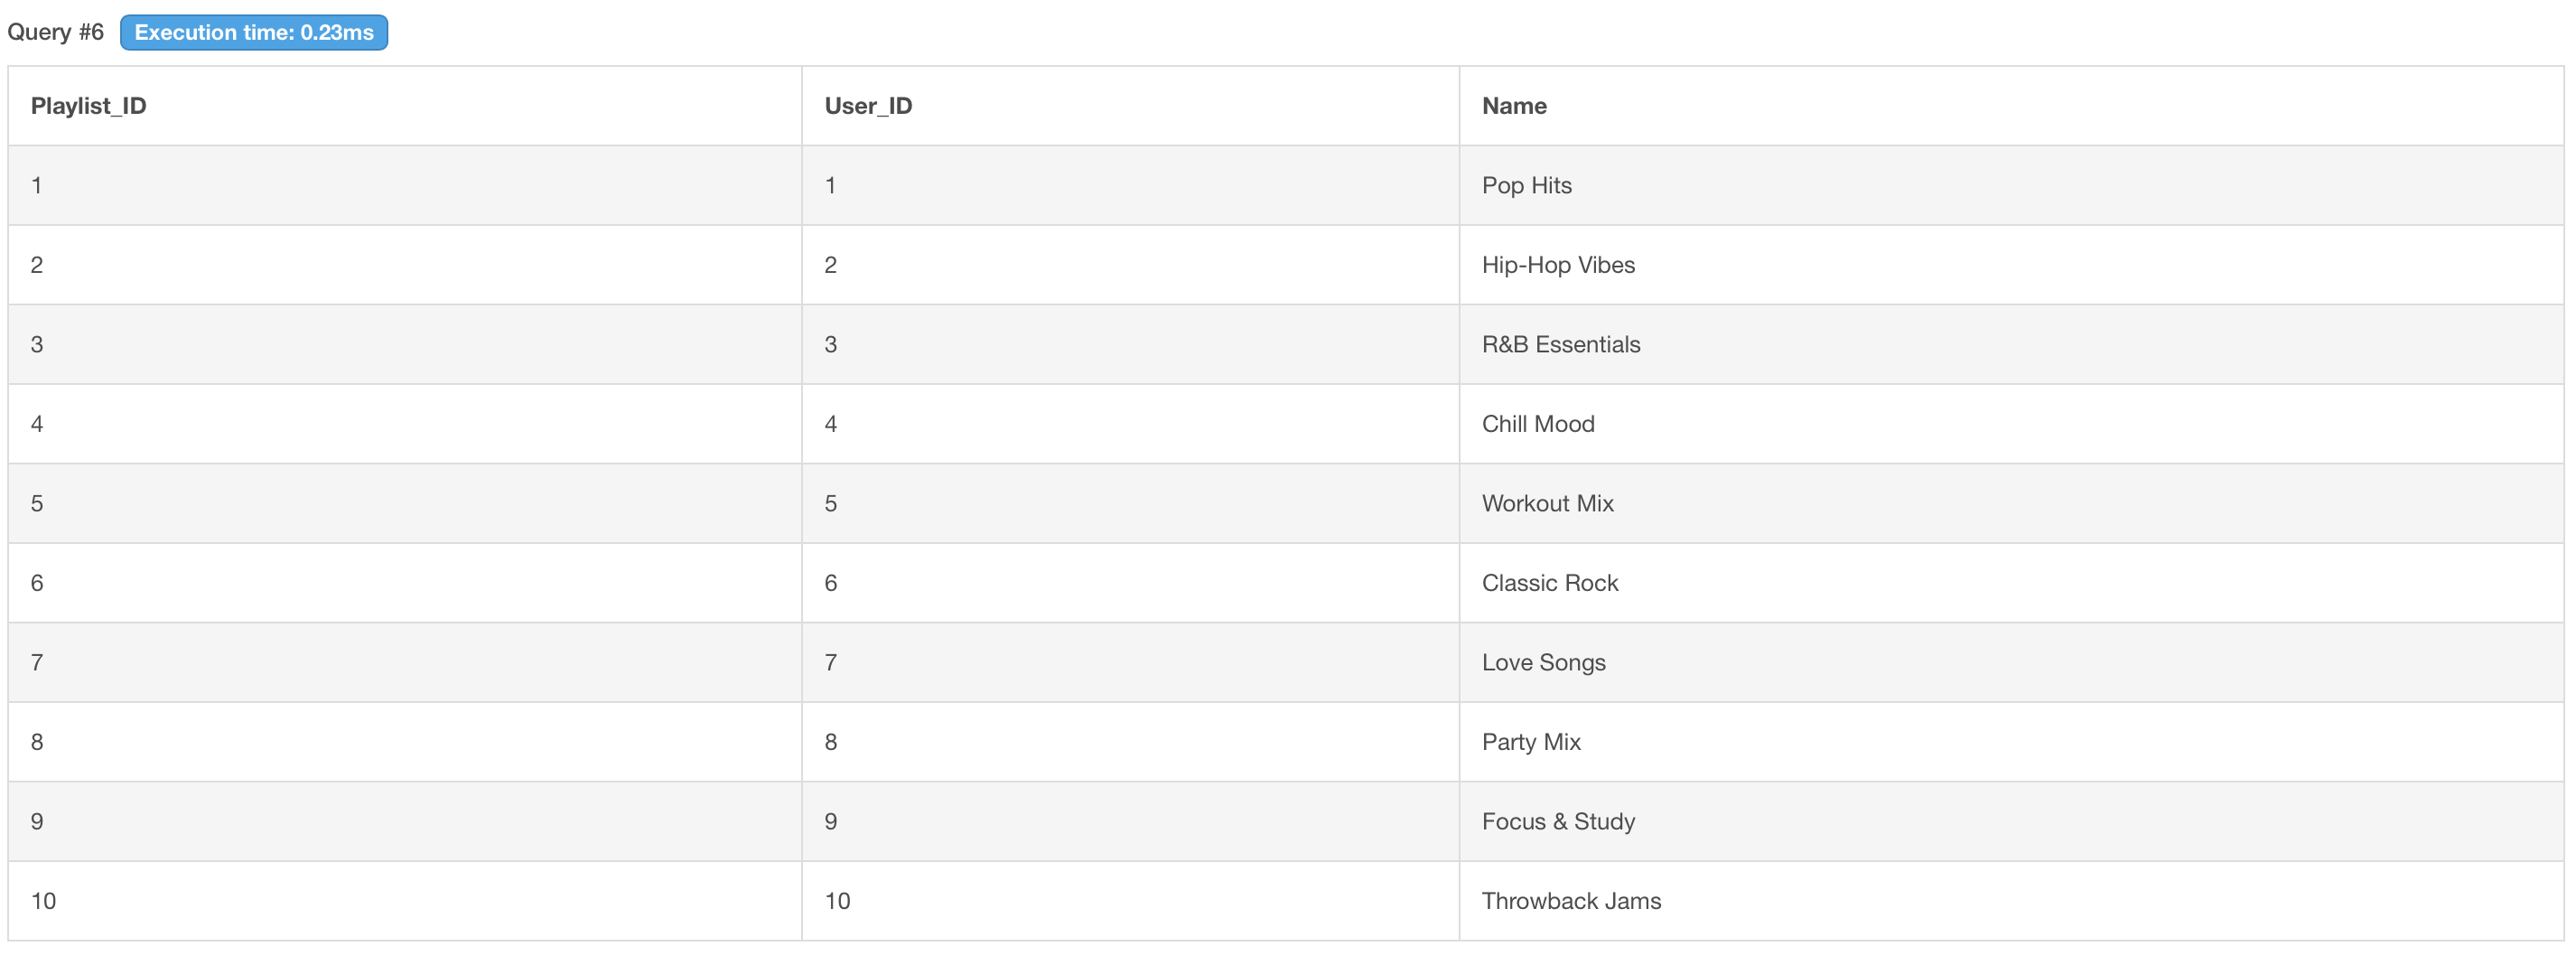 Query #6 Execution time: 0.23ms
Playlist_ID User_ID Name
1 1 Pop Hits
2 2 Hip-Hop Vibes
3 3 R&B Essentials
4 4 Chill Mood
5 5 Workout Mix
6 6 Classic Rock
7 7 Love Songs
8 8 Party Mix
9 9 Focus & Study
10 10 Throwback Jams